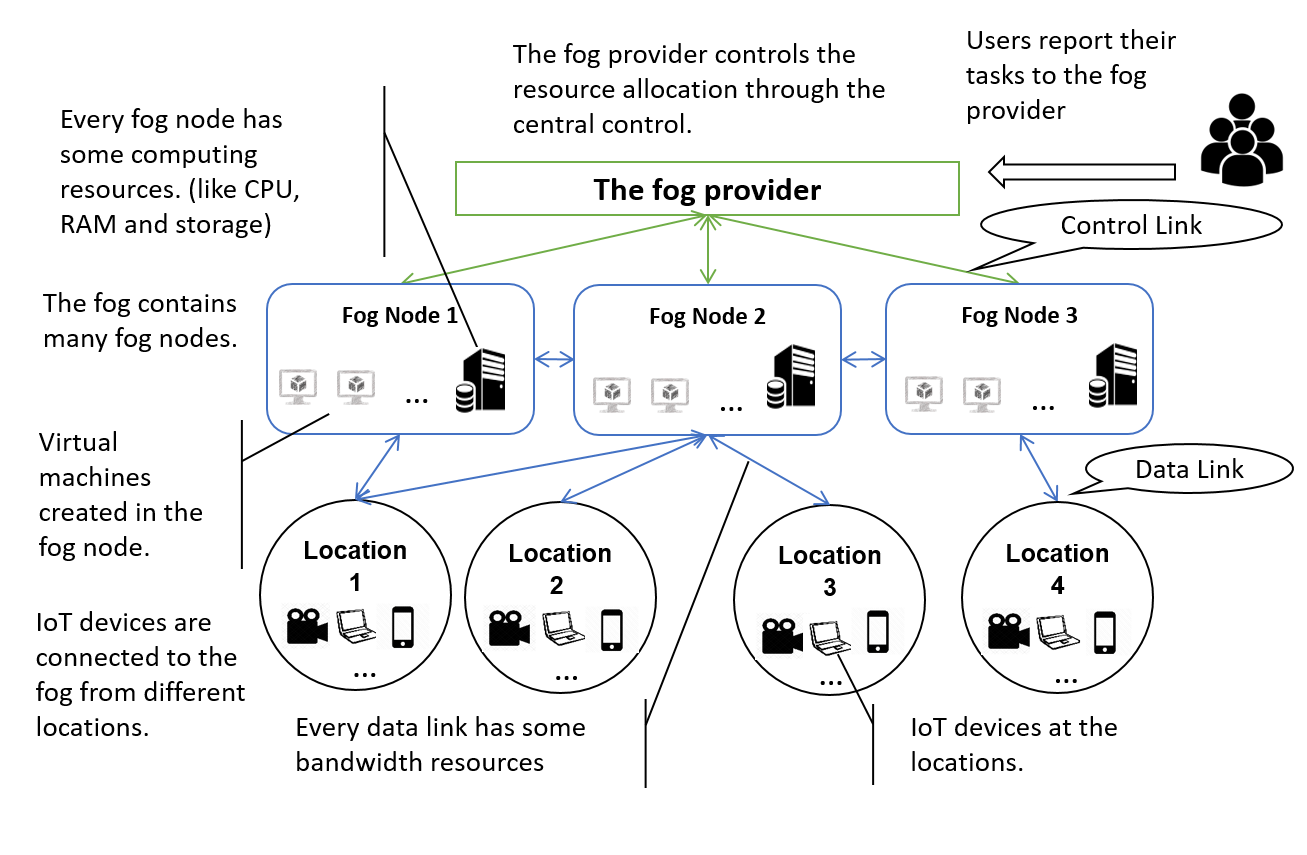 The fog provider controls the
resource allocation through the
central control.
Users report their
tasks to the fog
provider
Every fog node has
some computing
resources. (like CPU,
RAM and storage)
The fog provider
Control Link
The fog contains
many fog nodes.
Fog Node 1
...
Fog Node 2
...
Fog Node 3
...
Virtual
machines
created in the
fog node.
Data Link
Location
1
...
Location
2
...
Location
3
...
Location
4
...
IoT devices are
connected to the
fog from different
locations.
Every data link has some
bandwidth resources
IoT devices at the
locations.